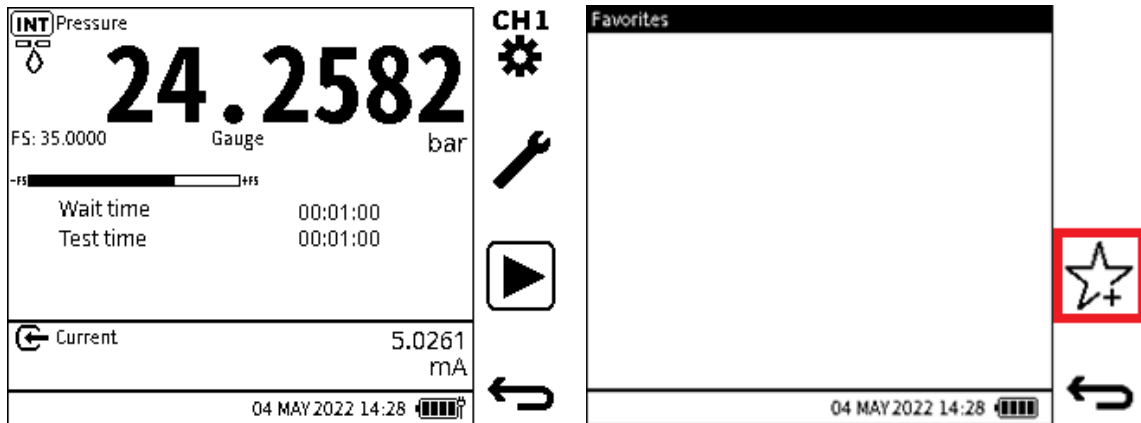 INT Pressure
24.2582
FS: 35.0000 Gauge bar
-FS +FS
Wait time 00:01:00
Test time 00:01:00
Current 5.0261
mA
04 MAY 2022 14:28
CH1
Favorites
04 MAY 2022 14:28